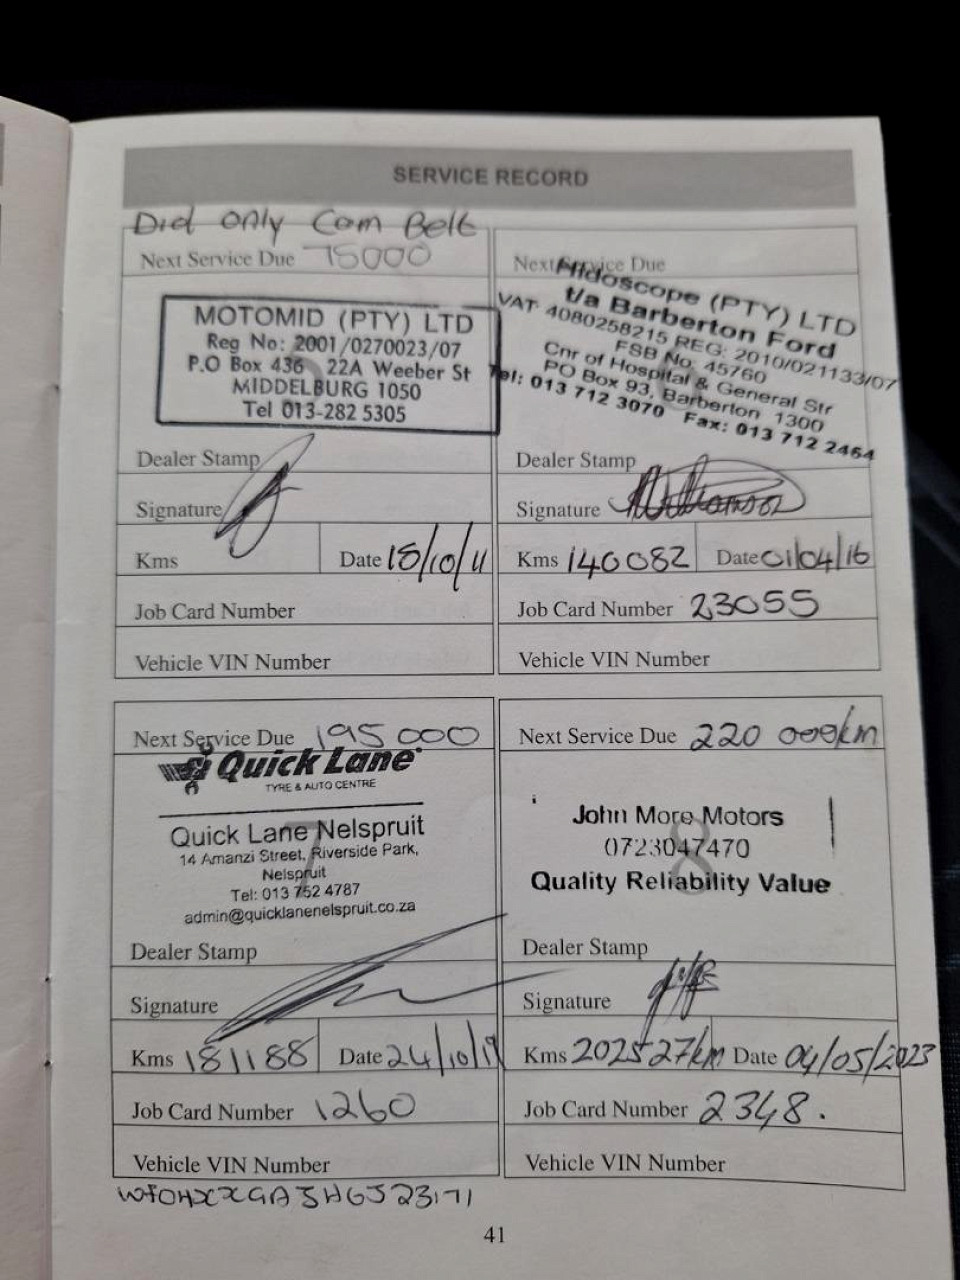 SERVICE RECORD
Did only Cam Belt
Next Service Due 75000
MOTOMID (PTY) LTD
Reg No: 2001/0270023/07
P.O Box 436 22A Weeber St
MIDDELBURG 1050
Tel 013-282 5305
Dealer Stamp
Signature
Kms Date 18/10/11
Job Card Number
Vehicle VIN Number
Next Service Due
Midoscope (PTY) LTD
t/a Barberton Ford
VAT 4080258215 REG: 2010/021133/07
FSB No: 45760
Cnr of Hospital & General Str
PO Box 93, Barberton 1300
Tel: 013 712 3070 Fax: 013 712 2464
Dealer Stamp
Signature
Kms 140082 Date 01/04/16
Job Card Number 23055
Vehicle VIN Number
Next Service Due 195 000
Quick Lane
TYRE & AUTO CENTRE
Quick Lane Nelspruit
14 Amanzi Street, Riverside Park,
Nelspruit
Tel: 013 752 4787
admin@quicklanenelspruit.co.za
7
Dealer Stamp
Signature
Kms 181188 Date 24/10/19
Job Card Number 1260
Vehicle VIN Number
Next Service Due 220 000km
John More Motors
0723047470
Quality Reliability Value
8
Dealer Stamp
Signature
Kms 202527km Date 04/05/2023
Job Card Number 2348.
Vehicle VIN Number
41